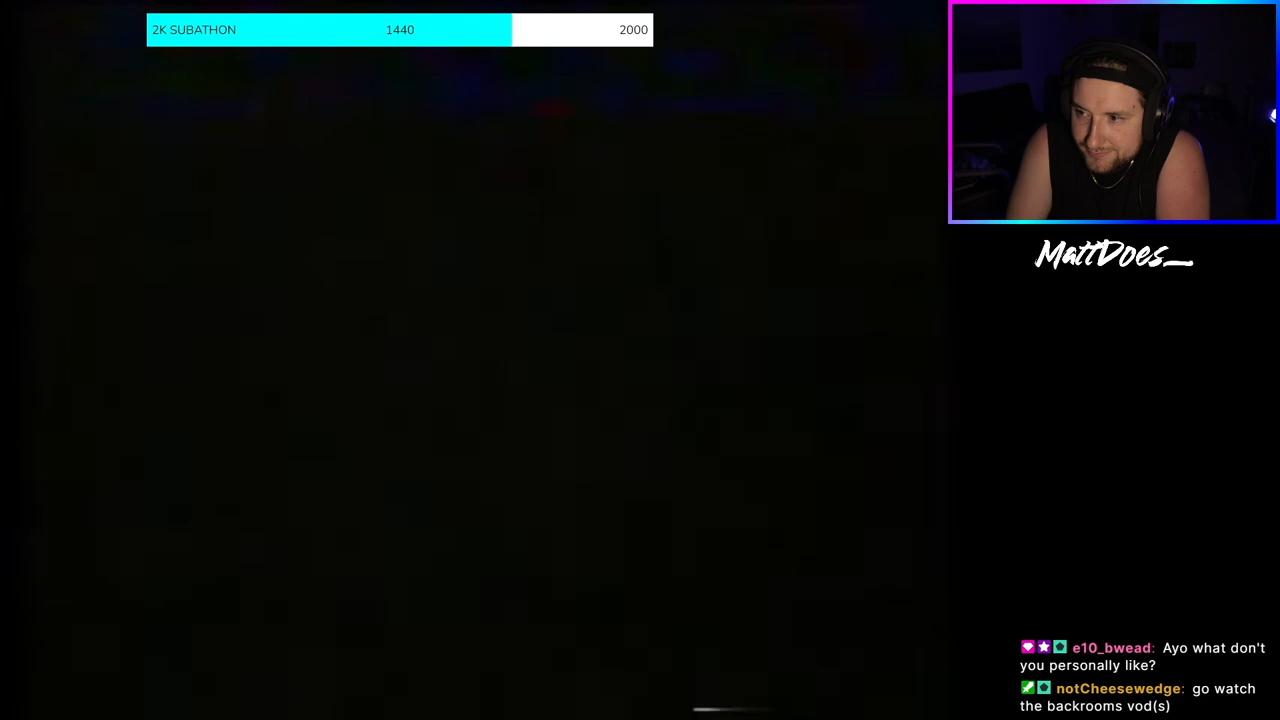 2K SUBATHON 1440 2000
MattDoes_
e10_bwead: Ayo what don't
you personally like?
notCheesewedge: go watch
the backrooms vod(s)